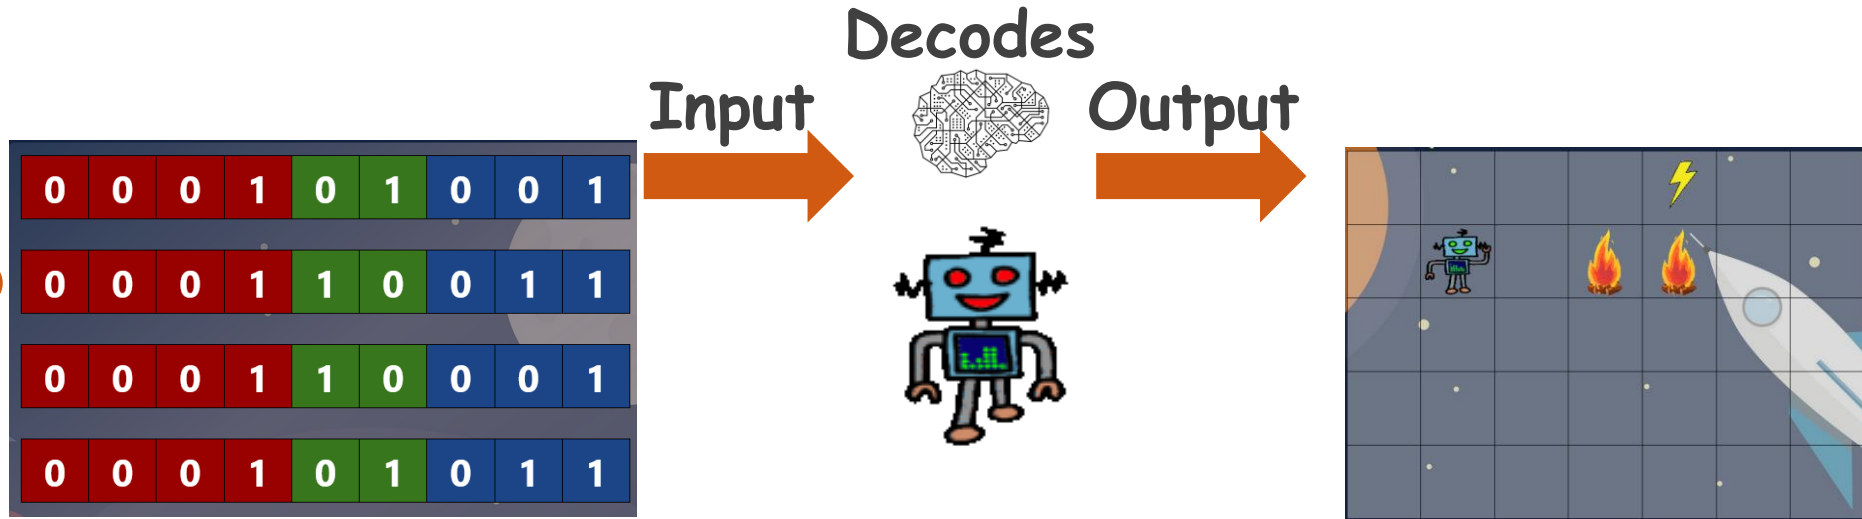 Decodes
Input
Output
0 0 0 1 0 1 0 0 1
0 0 0 1 1 0 0 1 1
0 0 0 1 1 0 0 0 1
0 0 0 1 0 1 0 1 1